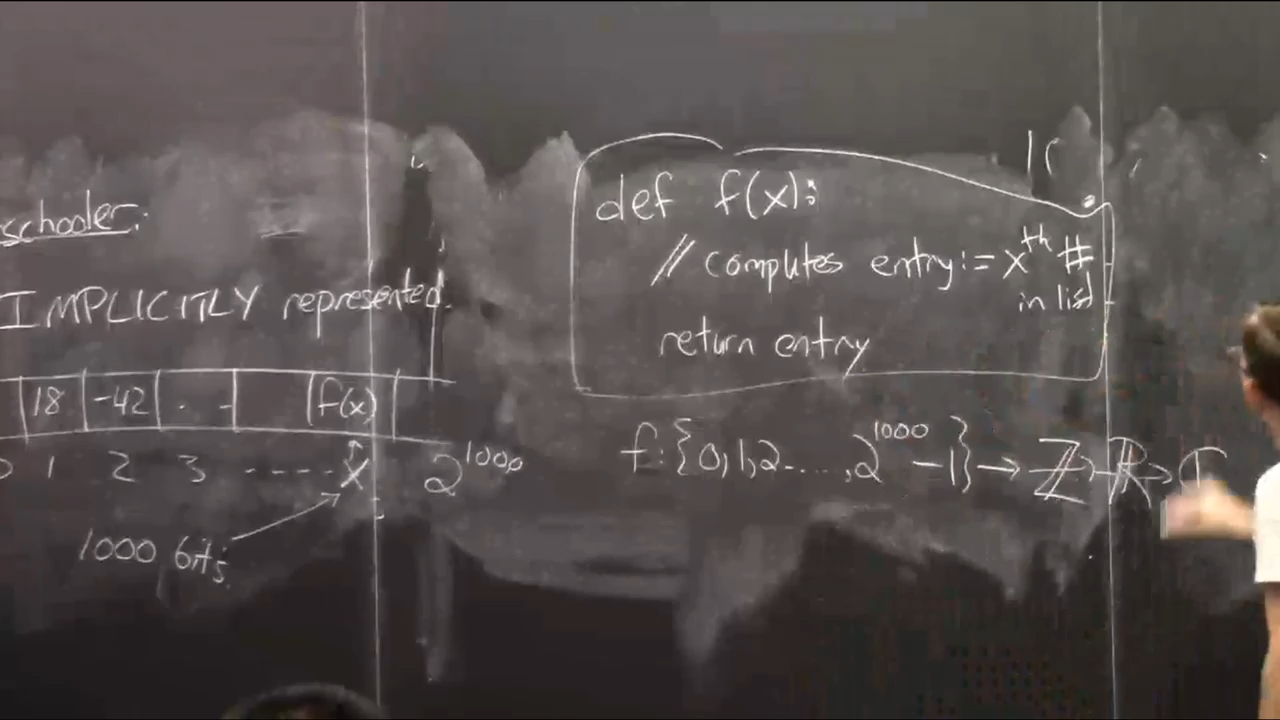 schooler:
IMPLICITLY represented.
18 -42 . - f(x)
1 2 3 ----- x 2^1000
1000 bits
def f(x):
// computes entry := x^th #
in list
return entry
f: {0,1,2....,2^1000 -1} → ℤ, ℝ,